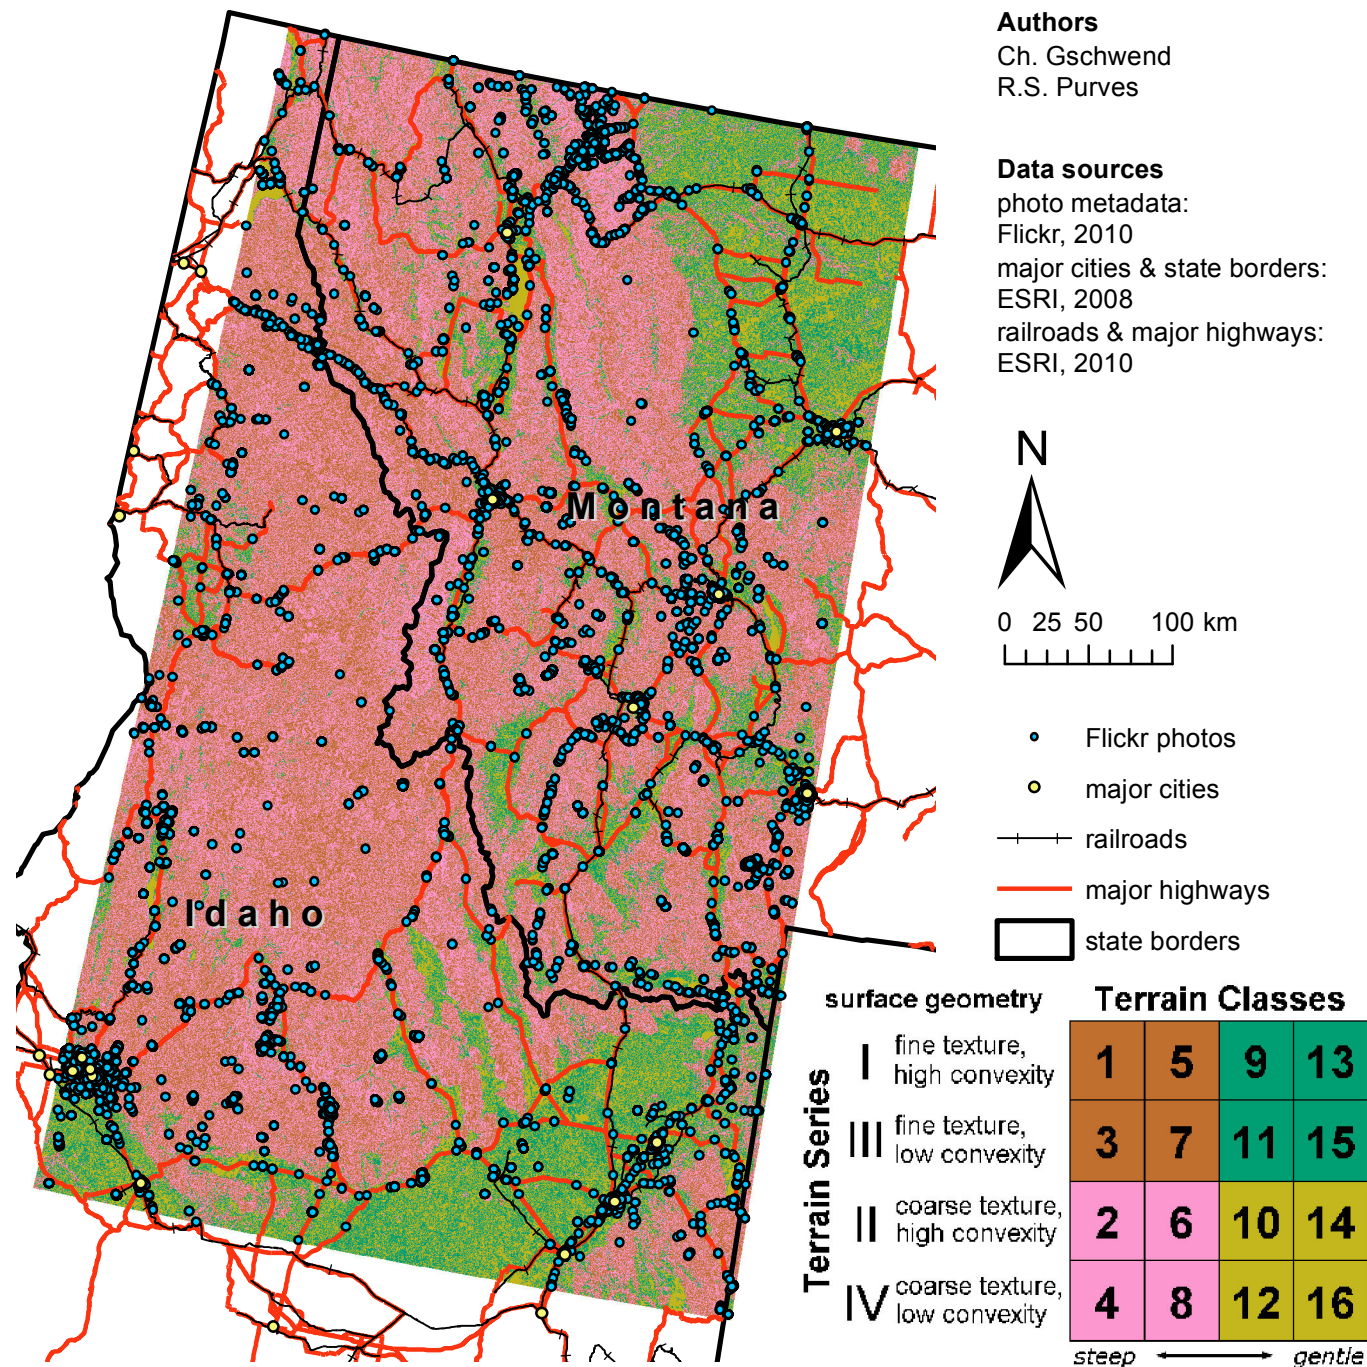 Authors
Ch. Gschwend
R.S. Purves
Data sources
photo metadata:
Flickr, 2010
major cities & state borders:
ESRI, 2008
railroads & major highways:
ESRI, 2010
N
0 25 50 100 km
Flickr photos
major cities
railroads
major highways
state borders
Montana
Idaho
surface geometry
Terrain Classes
Terrain Series
I fine texture, high convexity
1 5 9 13
III fine texture, low convexity
3 7 11 15
II coarse texture, high convexity
2 6 10 14
IV coarse texture, low convexity
4 8 12 16
steep gentle